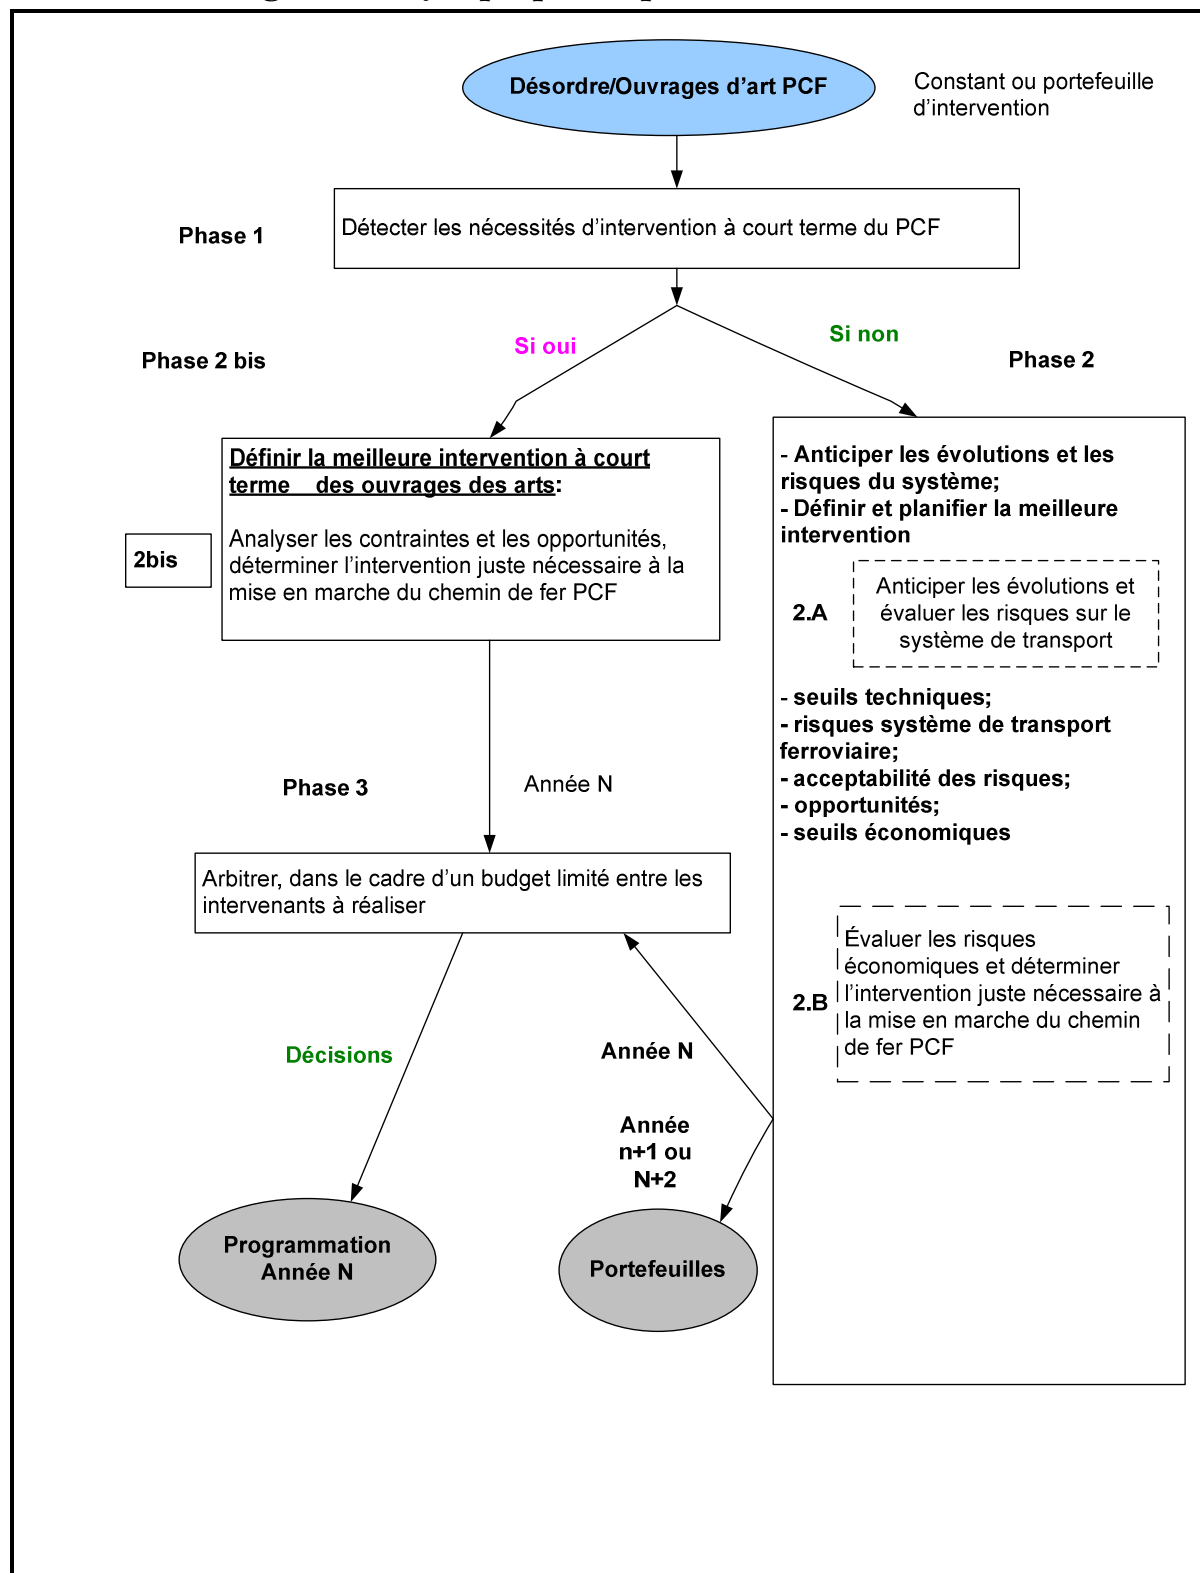 Désordre/Ouvrages d'art PCF
Constant ou portefeuille
d'intervention
Phase 1
Détecter les nécessités d'intervention à court terme du PCF
Si oui
Si non
Phase 2 bis
Phase 2
Définir la meilleure intervention à court
terme des ouvrages des arts:
2bis
Analyser les contraintes et les opportunités,
déterminer l'intervention juste nécessaire à la
mise en marche du chemin de fer PCF
- Anticiper les évolutions et les
risques du système;
- Définir et planifier la meilleure
intervention
2.A
Anticiper les évolutions et
évaluer les risques sur le
système de transport
- seuils techniques;
- risques système de transport
ferroviaire;
- acceptabilité des risques;
- opportunités;
- seuils économiques
Phase 3
Année N
Arbitrer, dans le cadre d'un budget limité entre les
intervenants à réaliser
2.B
Évaluer les risques
économiques et déterminer
l'intervention juste nécessaire à
la mise en marche du chemin
de fer PCF
Décisions
Année N
Année
n+1 ou
N+2
Programmation
Année N
Portefeuilles